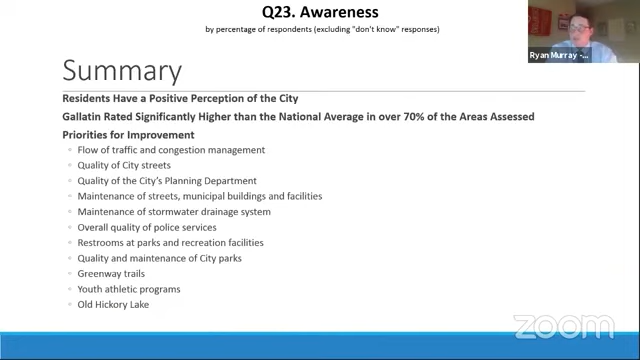 Q23. Awareness
by percentage of respondents (excluding "don't know" responses)
Ryan Murray -...
Summary
Residents Have a Positive Perception of the City
Gallatin Rated Significantly Higher than the National Average in over 70% of the Areas Assessed
Priorities for Improvement
Flow of traffic and congestion management
Quality of City streets
Quality of the City's Planning Department
Maintenance of streets, municipal buildings and facilities
Maintenance of stormwater drainage system
Overall quality of police services
Restrooms at parks and recreation facilities
Quality and maintenance of City parks
Greenway trails
Youth athletic programs
Old Hickory Lake
zoom